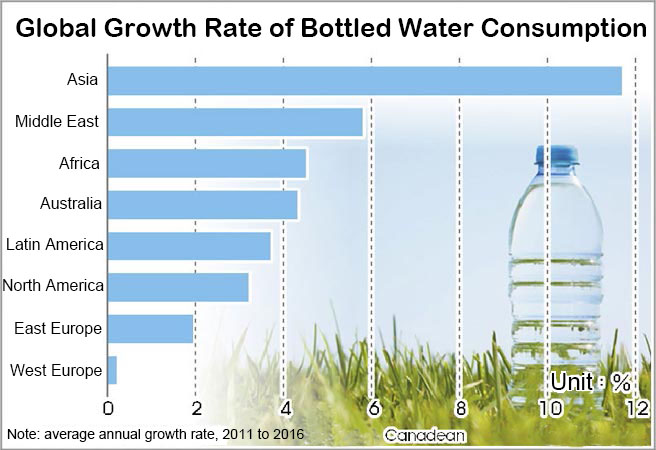 Global Growth Rate of Bottled Water Consumption
Asia
Middle East
Africa
Australia
Latin America
North America
East Europe
West Europe
Unit : %
0 2 4 6 8 10 12
Note: average annual growth rate, 2011 to 2016
Canadean